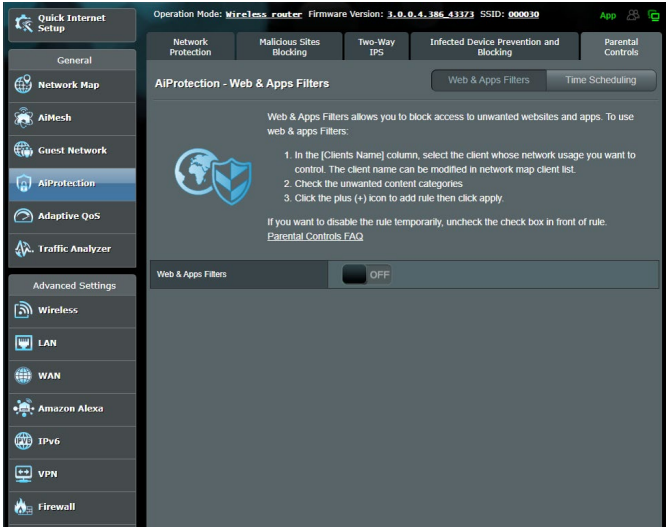 Quick Internet
Setup
Operation Mode: Wireless router Firmware Version: 3.0.0.4.386_43373 SSID: 000030
App
General
Network Map
AiMesh
Guest Network
AiProtection
Adaptive QoS
Traffic Analyzer
Advanced Settings
Wireless
LAN
WAN
Amazon Alexa
IPv6
VPN
Firewall
Network
Protection
Malicious Sites
Blocking
Two-Way
IPS
Infected Device Prevention and
Blocking
Parental
Controls
AiProtection - Web & Apps Filters
Web & Apps Filters
Time Scheduling
Web & Apps Filters allows you to block access to unwanted websites and apps. To use
web & apps Filters:
1. In the [Clients Name] column, select the client whose network usage you want to
control. The client name can be modified in network map client list.
2. Check the unwanted content categories
3. Click the plus (+) icon to add rule then click apply.
If you want to disable the rule temporarily, uncheck the check box in front of rule.
Parental Controls FAQ
Web & Apps Filters
OFF